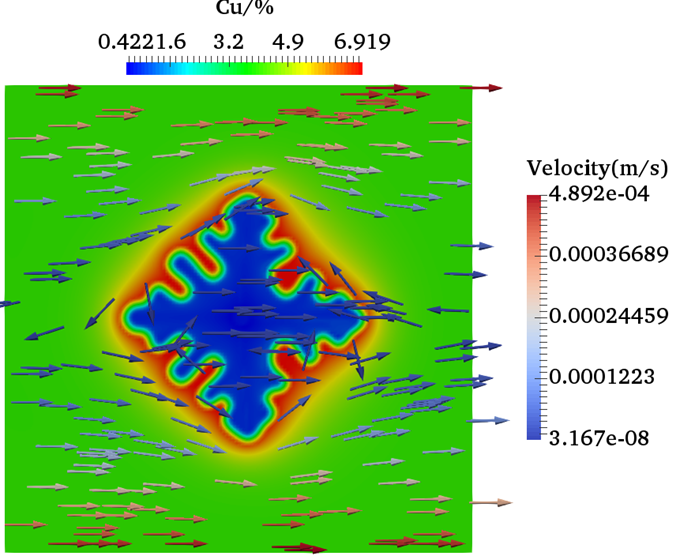 Cu/%
0.4221.6 3.2 4.9 6.919
Velocity(m/s)
4.892e-04
0.00036689
0.00024459
0.0001223
3.167e-08